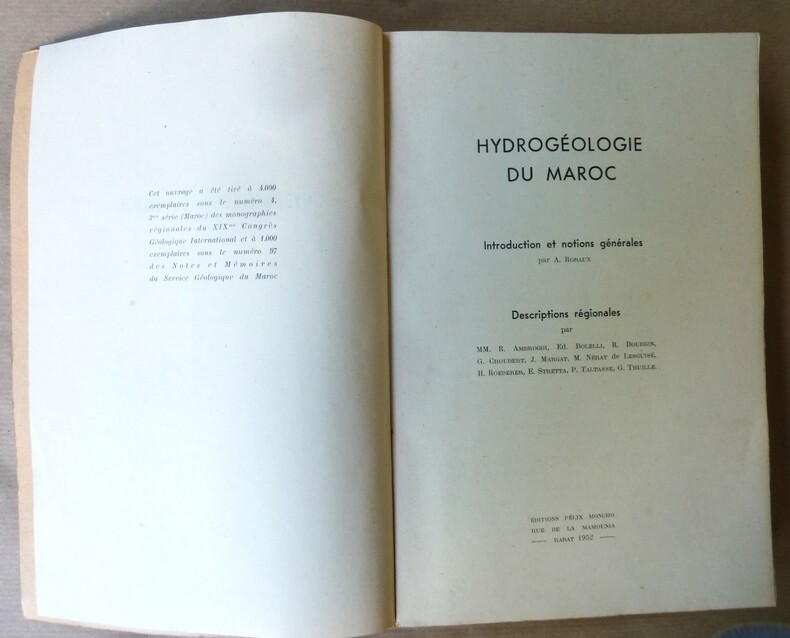 Cet ouvrage a été tiré à 4.000
exemplaires sous le numéro 4,
2me série (Maroc) des monographies
régionales du XIXme Congrès
Géologique International et à 1.000
exemplaires sous le numéro 97
des Notes et Mémoires
du Service Géologique du Maroc
HYDROGÉOLOGIE
DU MAROC
Introduction et notions générales
par A. ROBAUX
Descriptions régionales
par
MM. R. AMBROGGI, Ed. BOLELLI, R. BOURGIN,
G. CHOUBERT, J. MARGAT, M. NÉRAT de LESGUISÉ,
H. ROEDERER, E. STRETTA, P. TALTASSE, G. THUILLE.
ÉDITIONS FÉLIX MONCHO
RUE DE LA MAMOUNIA
RABAT 1952